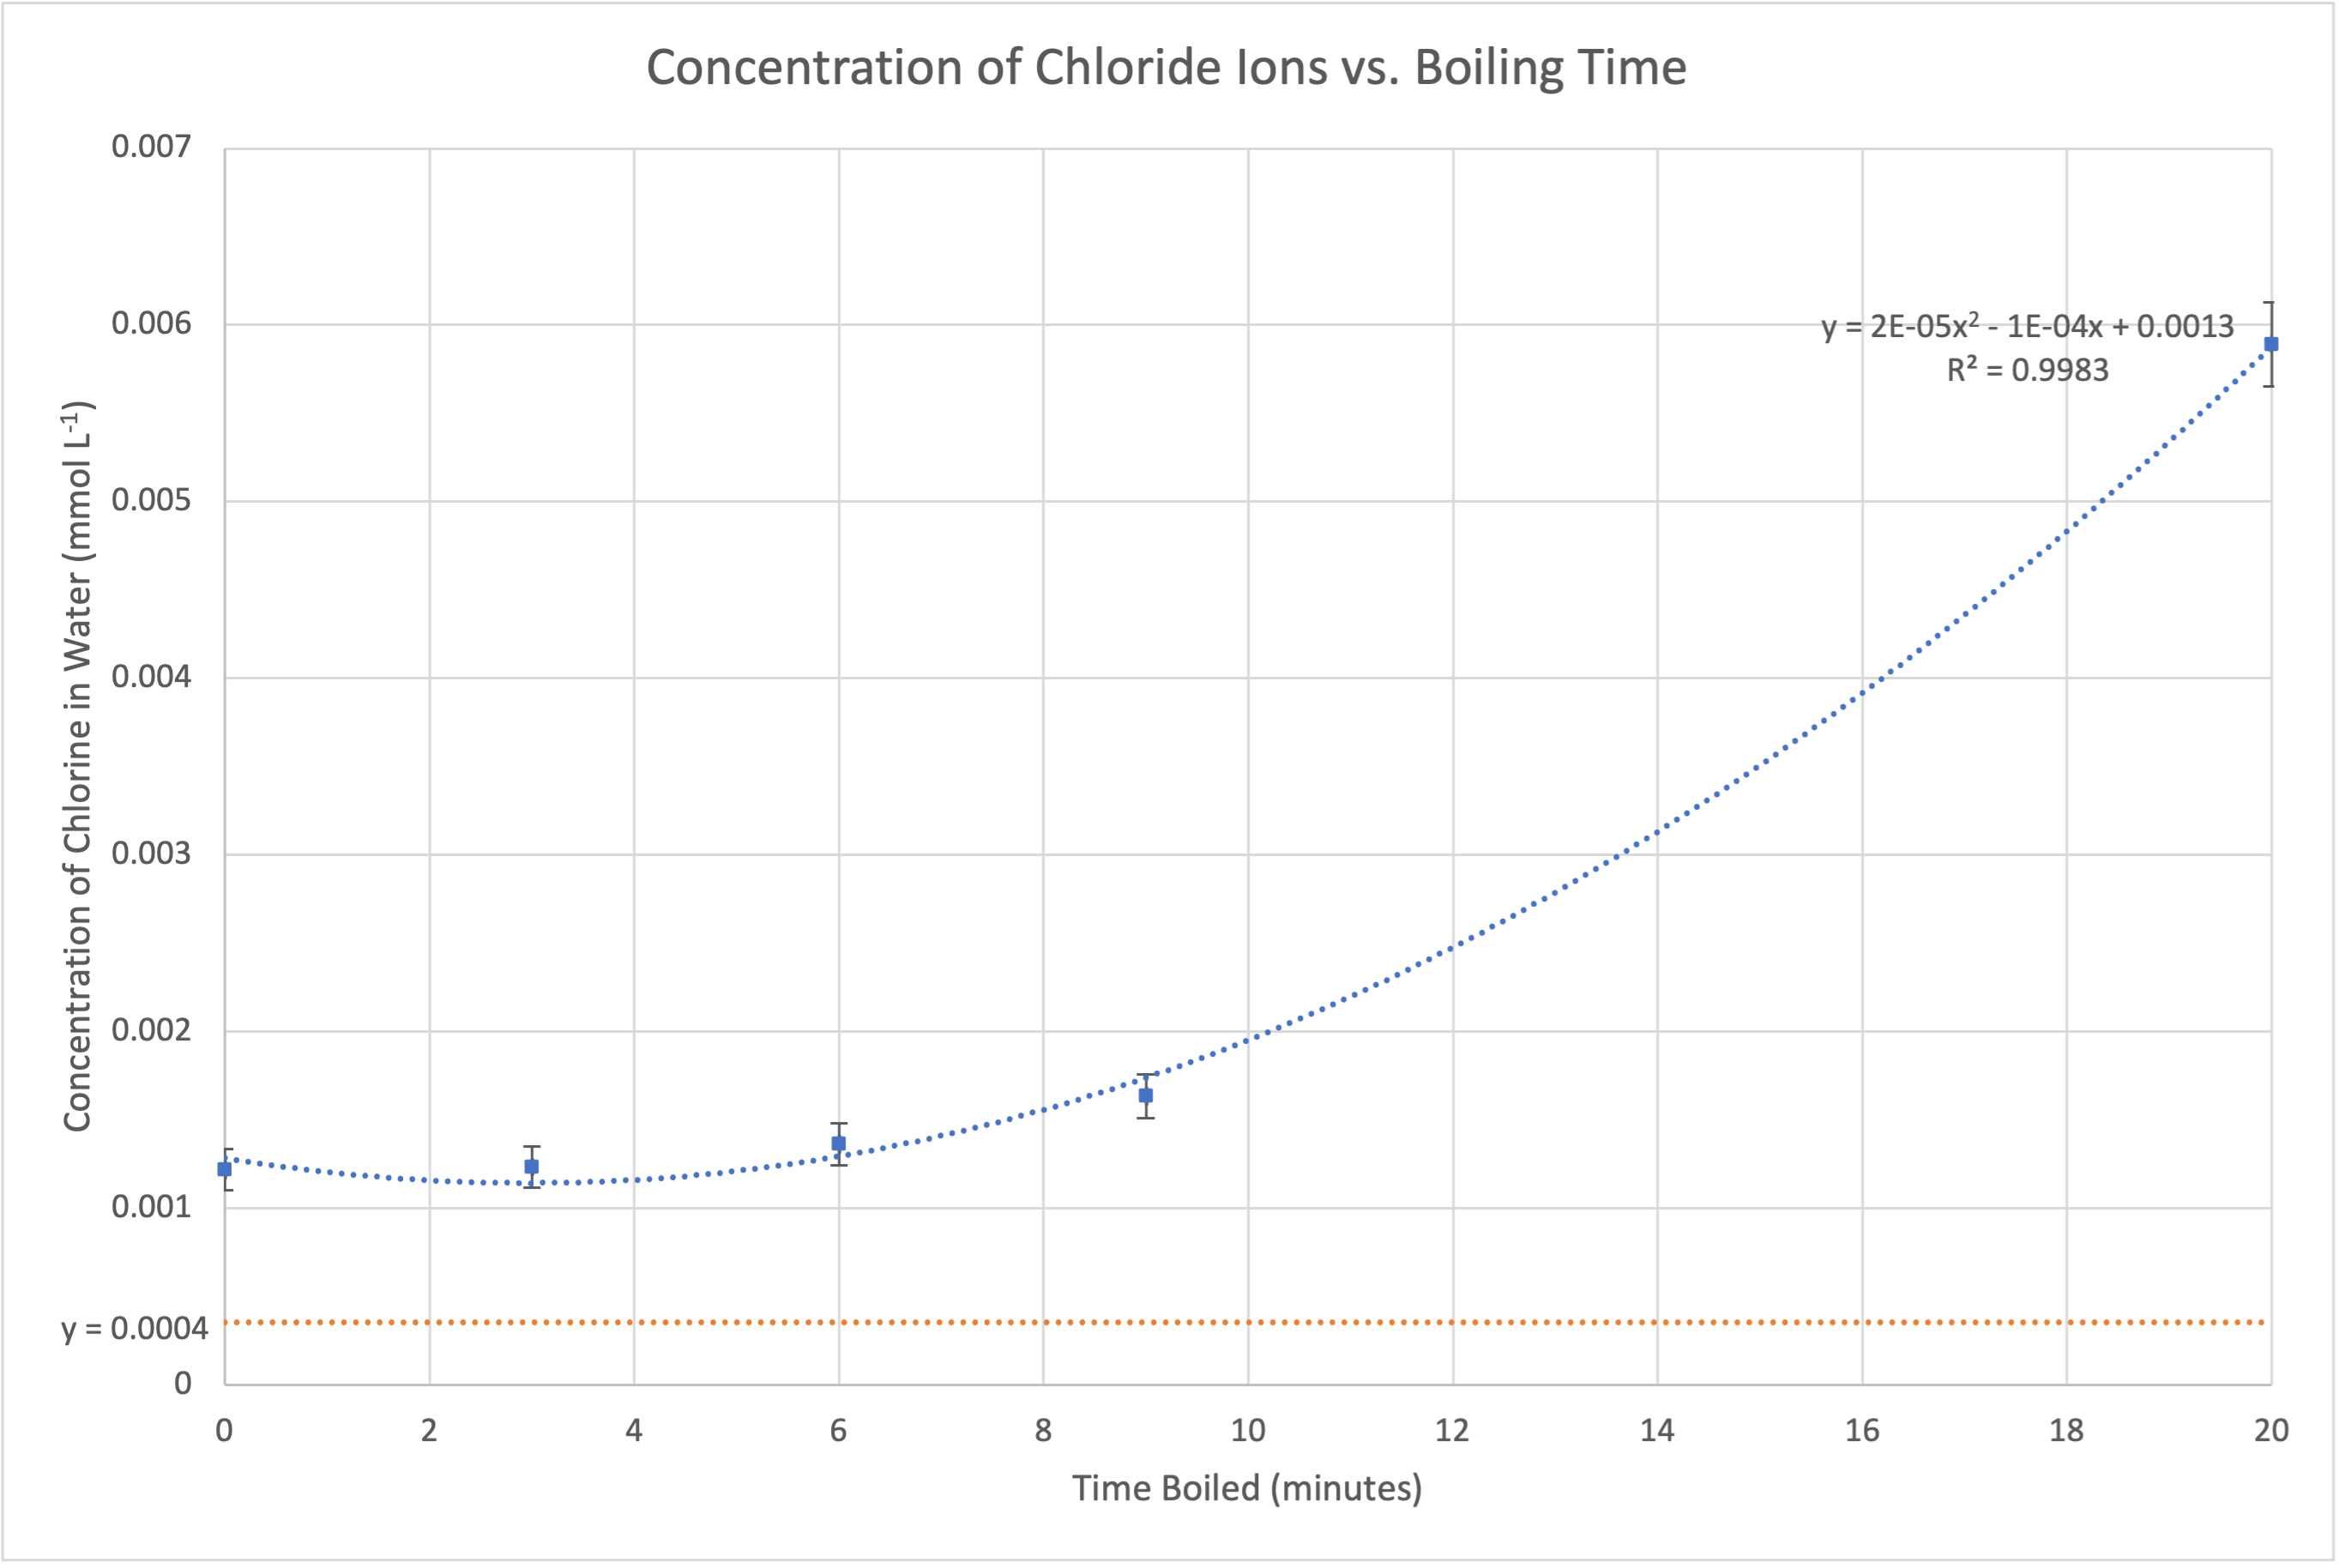 Concentration of Chloride Ions vs. Boiling Time
Concentration of Chlorine in Water (mmol L⁻¹)
0.007
0.006
0.005
0.004
0.003
0.002
0.001
y = 0.0004
0
y = 2E-05x² - 1E-04x + 0.0013
R² = 0.9983
0 2 4 6 8 10 12 14 16 18 20
Time Boiled (minutes)